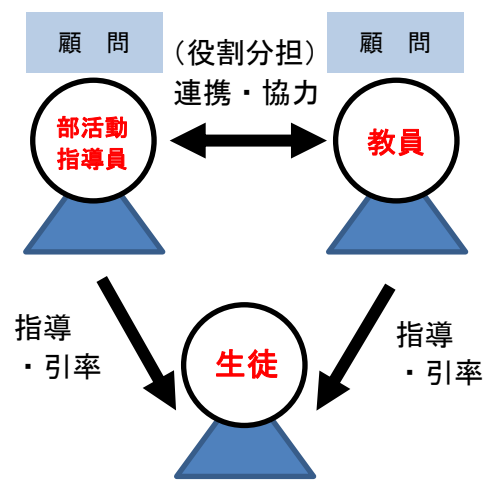 顧　問
（役割分担）
連携・協力
顧　問
部活動
指導員
教員
指導
・引率
生徒
指導
・引率